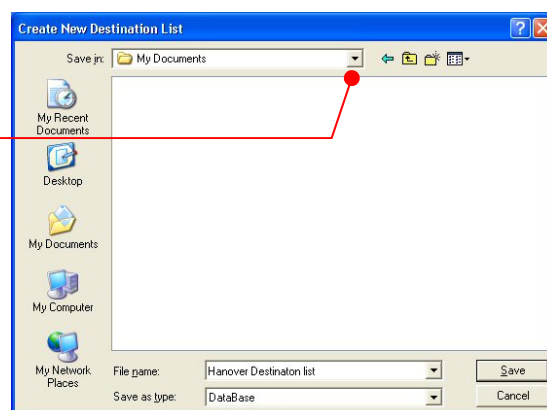 Create New Destination List
Save in:
My Documents
My Recent
Documents
Desktop
My Documents
My Computer
My Network
Places
File name:
Hanover Destinaton list
Save
Save as type:
DataBase
Cancel